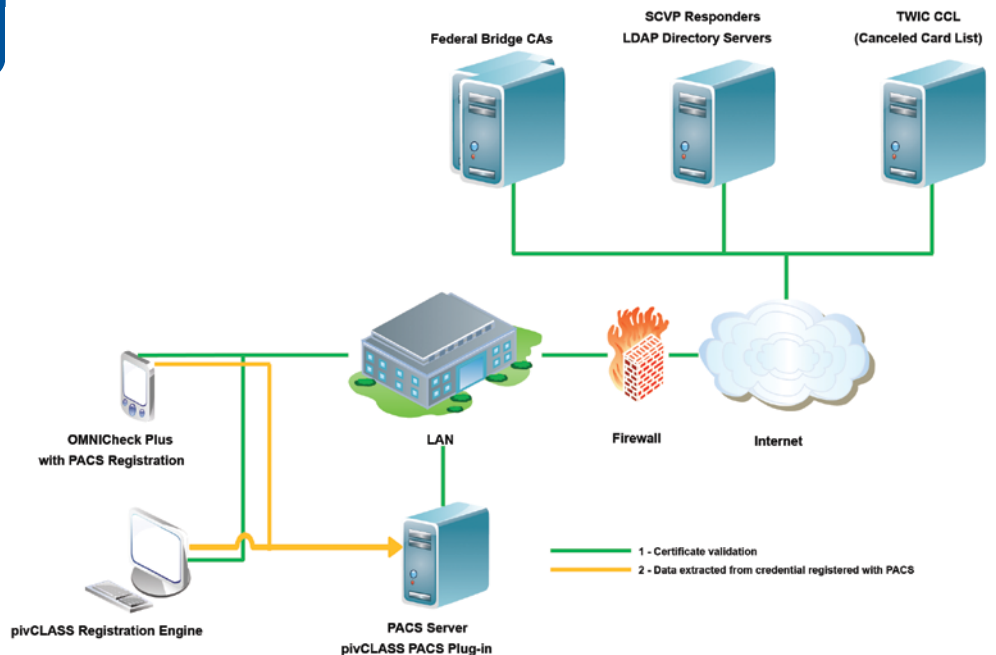 Federal Bridge CAs
SCVP Responders
LDAP Directory Servers
TWIC CCL
(Canceled Card List)
OMNICheck Plus
with PACS Registration
LAN
Firewall
Internet
pivCLASS Registration Engine
PACS Server
pivCLASS PACS Plug-in
1 - Certificate validation
2 - Data extracted from credential registered with PACS